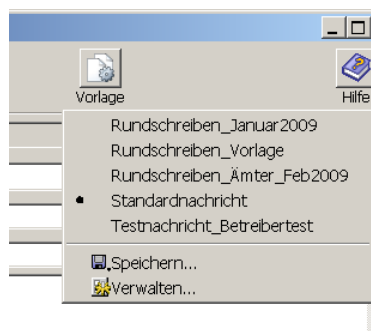 Vorlage
Hilfe
Rundschreiben_Januar2009
Rundschreiben_Vorlage
Rundschreiben_Ämter_Feb2009
Standardnachricht
Testnachricht_Betreibertest
Speichern...
Verwalten...